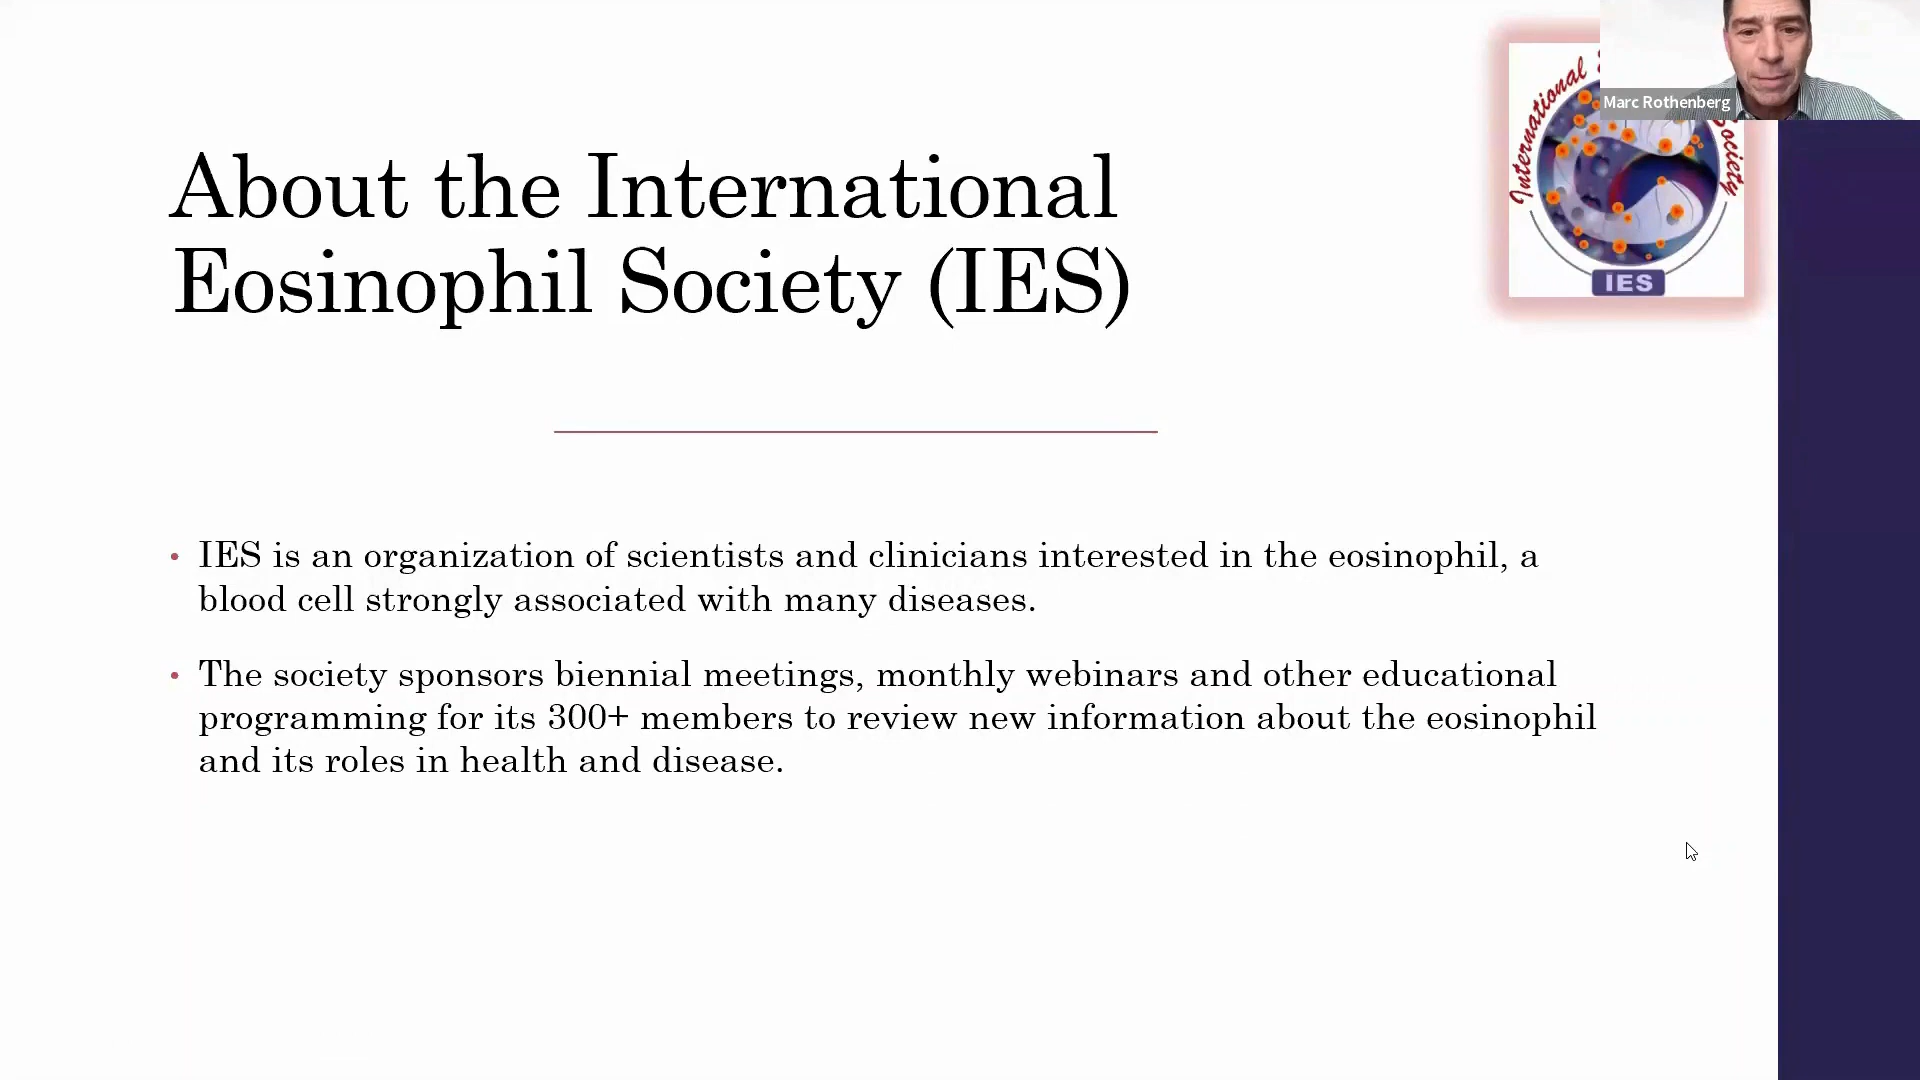 About the International
Eosinophil Society (IES)
International
Society
IES
Marc Rothenberg
• IES is an organization of scientists and clinicians interested in the eosinophil, a
blood cell strongly associated with many diseases.
• The society sponsors biennial meetings, monthly webinars and other educational
programming for its 300+ members to review new information about the eosinophil
and its roles in health and disease.